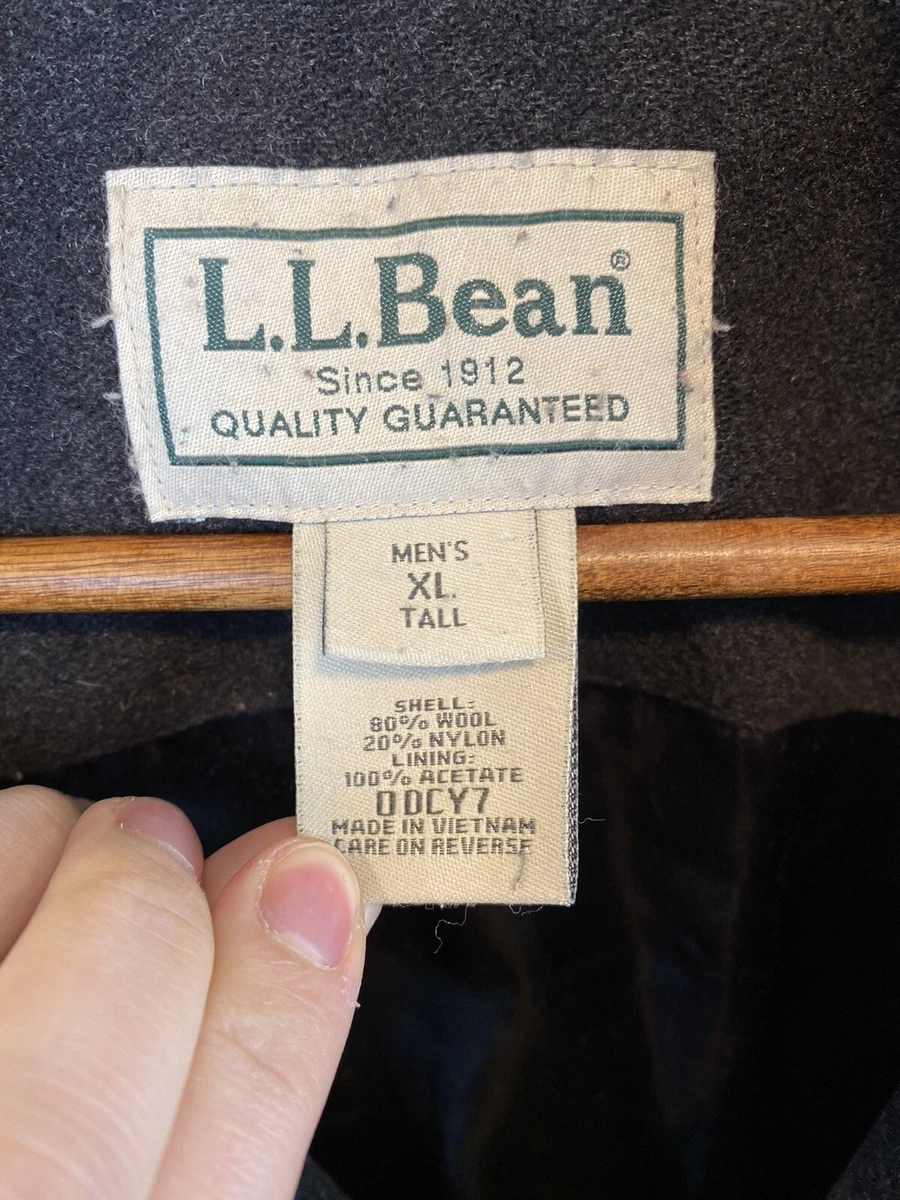 L.L.Bean®
Since 1912
QUALITY GUARANTEED
MEN'S
XL.
TALL
SHELL:
80% WOOL
20% NYLON
LINING:
100% ACETATE
0DCY7
MADE IN VIETNAM
CARE ON REVERSE